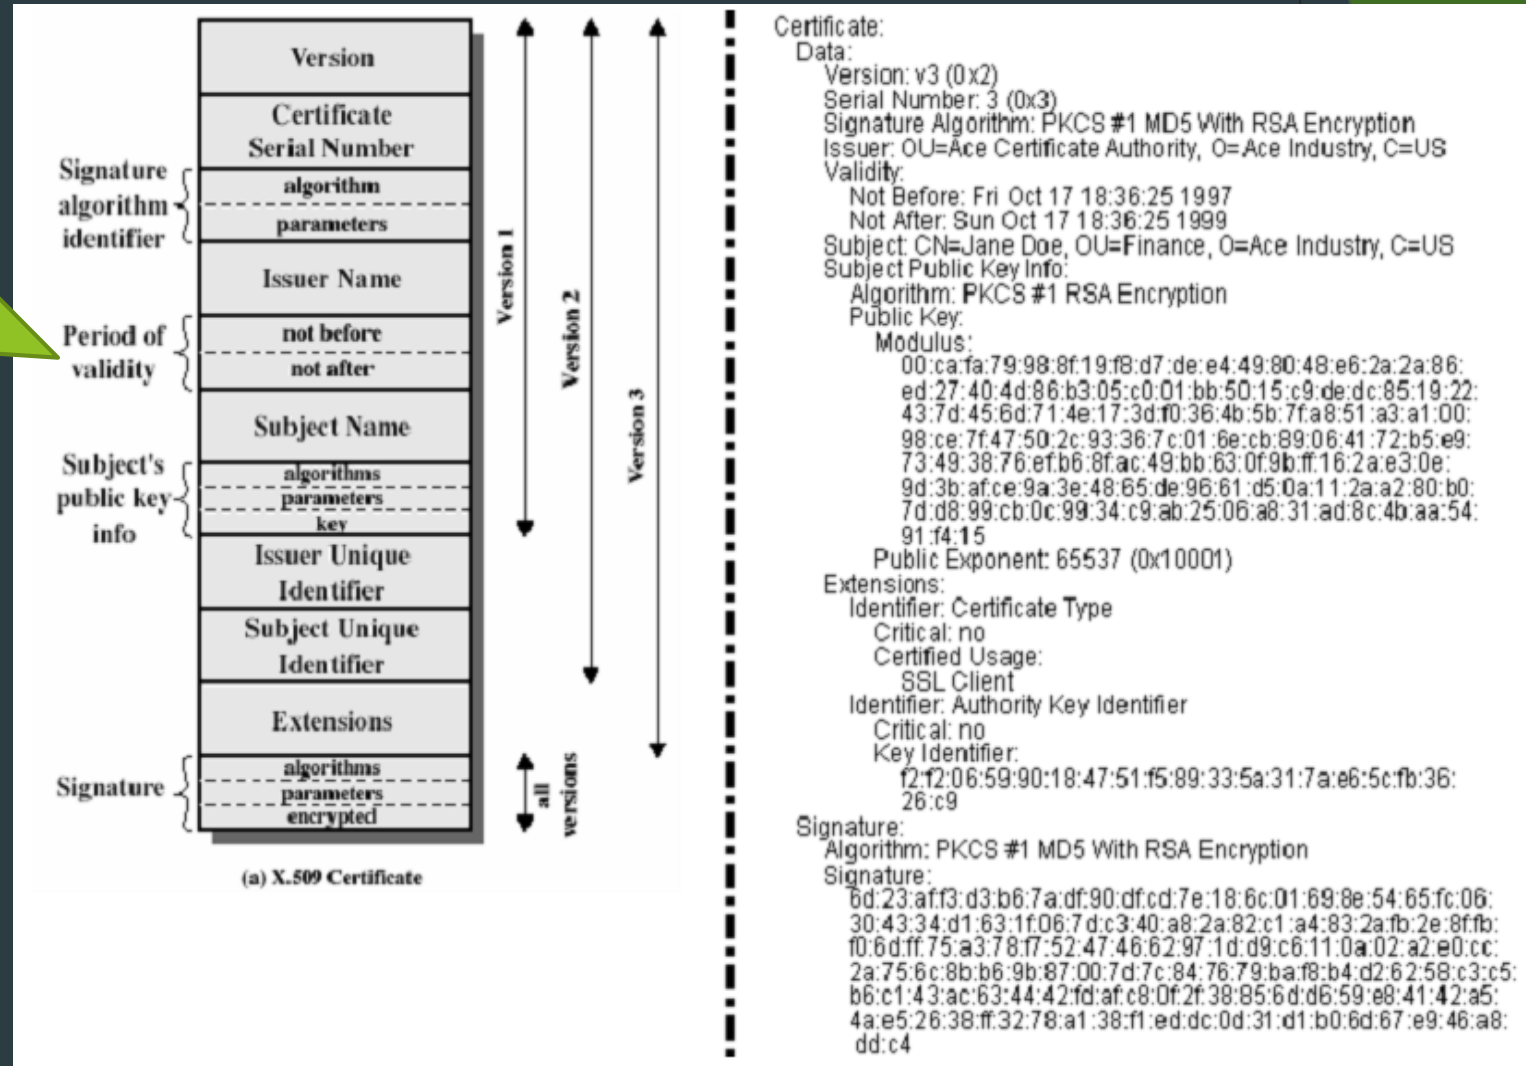 Version
Certificate
Serial Number
Signature
algorithm
identifier
algorithm
parameters
Issuer Name
Period of
validity
not before
not after
Subject Name
Subject's
public key
info
algorithms
parameters
key
Issuer Unique
Identifier
Subject Unique
Identifier
Extensions
Signature
algorithms
parameters
encrypted
Version 1
Version 2
Version 3
all
versions
(a) X.509 Certificate
Certificate:
Data:
Version: v3 (0x2)
Serial Number: 3 (0x3)
Signature Algorithm: PKCS #1 MD5 With RSA Encryption
Issuer: OU=Ace Certificate Authority, O=Ace Industry, C=US
Validity:
Not Before: Fri Oct 17 18:36:25 1997
Not After: Sun Oct 17 18:36:25 1999
Subject: CN=Jane Doe, OU=Finance, O=Ace Industry, C=US
Subject Public Key Info:
Algorithm: PKCS #1 RSA Encryption
Public Key:
Modulus:
00:ca:fa:79:98:8f:19:f8:d7:de:e4:49:80:48:e6:2a:2a:86:
ed:27:40:4d:86:b3:05:c0:01:bb:50:15:c9:de:dc:85:19:22:
43:7d:45:6d:71:4e:17:3d:f0:36:4b:5b:7f:a8:51:a3:a1:00:
98:ce:7f:47:50:2c:93:36:7c:01:6e:cb:89:06:41:72:b5:e9:
73:49:38:76:ef:b6:8f:ac:49:bb:63:0f:9b:ff:16:2a:e3:0e:
9d:3b:af:ce:9a:3e:48:65:de:96:61:d5:0a:11:2a:a2:80:b0:
7d:d8:99:cb:0c:99:34:c9:ab:25:06:a8:31:ad:8c:4b:aa:54:
91:f4:15
Public Exponent: 65537 (0x10001)
Extensions:
Identifier: Certificate Type
Critical: no
Certified Usage:
SSL Client
Identifier: Authority Key Identifier
Critical: no
Key Identifier:
f2:f2:06:59:90:18:47:51:f5:89:33:5a:31:7a:e6:5c:fb:36:
26:c9
Signature:
Algorithm: PKCS #1 MD5 With RSA Encryption
Signature:
6d:23:af:f3:d3:b6:7a:df:90:df:cd:7e:18:6c:01:69:8e:54:65:fc:06:
30:43:34:d1:63:1f:06:7d:c3:40:a8:2a:82:c1:a4:83:2a:fb:2e:8f:fb:
f0:6d:ff:75:a3:78:f7:52:47:46:62:97:1d:d9:c6:11:0a:02:a2:e0:cc:
2a:75:6c:8b:b6:9b:87:00:7d:7c:84:76:79:ba:f8:b4:d2:62:58:c3:c5:
b6:c1:43:ac:63:44:42:fd:af:c8:0f:2f:38:85:6d:d6:59:e8:41:42:a5:
4a:e5:26:38:ff:32:78:a1:38:f1:ed:dc:0d:31:d1:b0:6d:67:e9:46:a8:
dd:c4